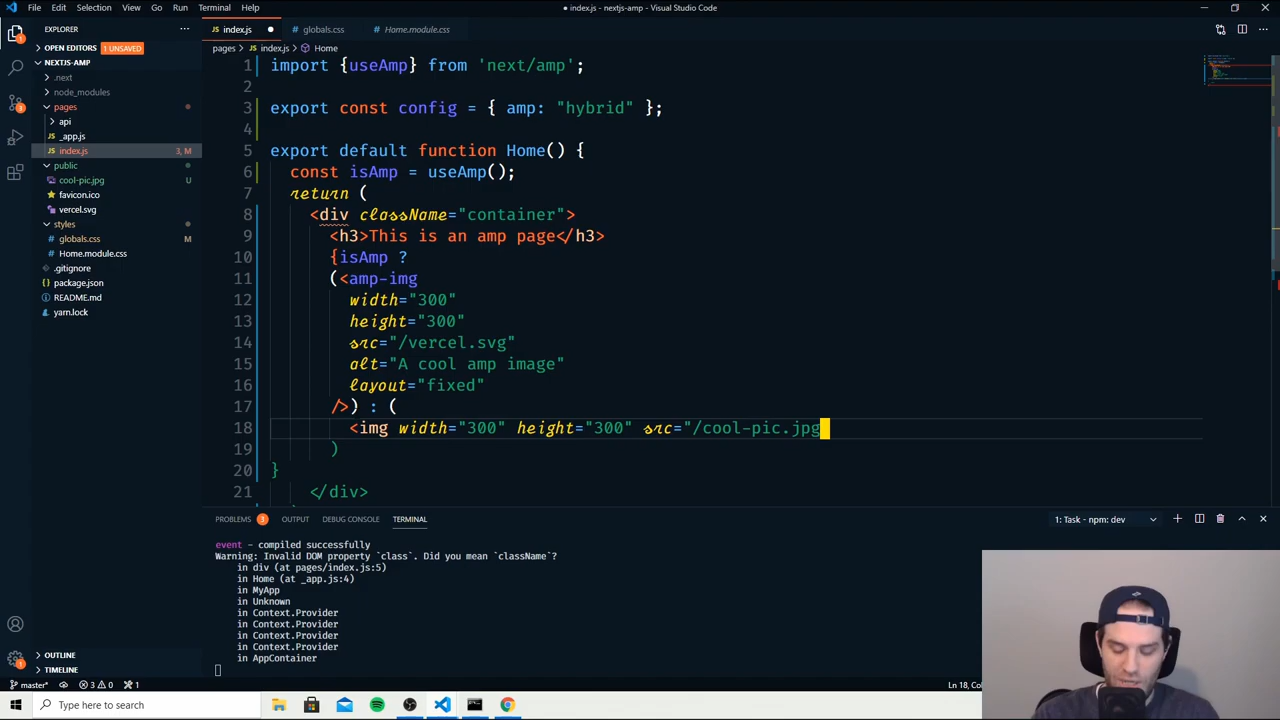 File Edit Selection View Go Run Terminal Help
● index.js - nextjs-amp - Visual Studio Code
EXPLORER
index.js
globals.css
Home.module.css
OPEN EDITORS 1 UNSAVED
pages > index.js > Home
NEXTJS-AMP
.next
node_modules
pages
api
_app.js
index.js 3, M
public
cool-pic.jpg U
favicon.ico
vercel.svg
styles
globals.css M
Home.module.css
.gitignore
package.json
README.md
yarn.lock
OUTLINE
TIMELINE
1 import {useAmp} from 'next/amp';
2
3 export const config = { amp: "hybrid" };
4
5 export default function Home() {
6 const isAmp = useAmp();
7 return (
8 <div className="container">
9 <h3>This is an amp page</h3>
10 {isAmp ?
11 (<amp-img
12 width="300"
13 height="300"
14 src="/vercel.svg"
15 alt="A cool amp image"
16 layout="fixed"
17 />) : (
18 <img width="300" height="300" src="/cool-pic.jpg
19 )
20 }
21 </div>
PROBLEMS 3 OUTPUT DEBUG CONSOLE TERMINAL
1: Task - npm: dev
event - compiled successfully
Warning: Invalid DOM property `class`. Did you mean `className`?
in div (at pages/index.js:5)
in Home (at _app.js:4)
in MyApp
in Unknown
in Context.Provider
in Context.Provider
in Context.Provider
in Context.Provider
in AppContainer
master* 3 0 1
Ln 18, Co
Type here to search